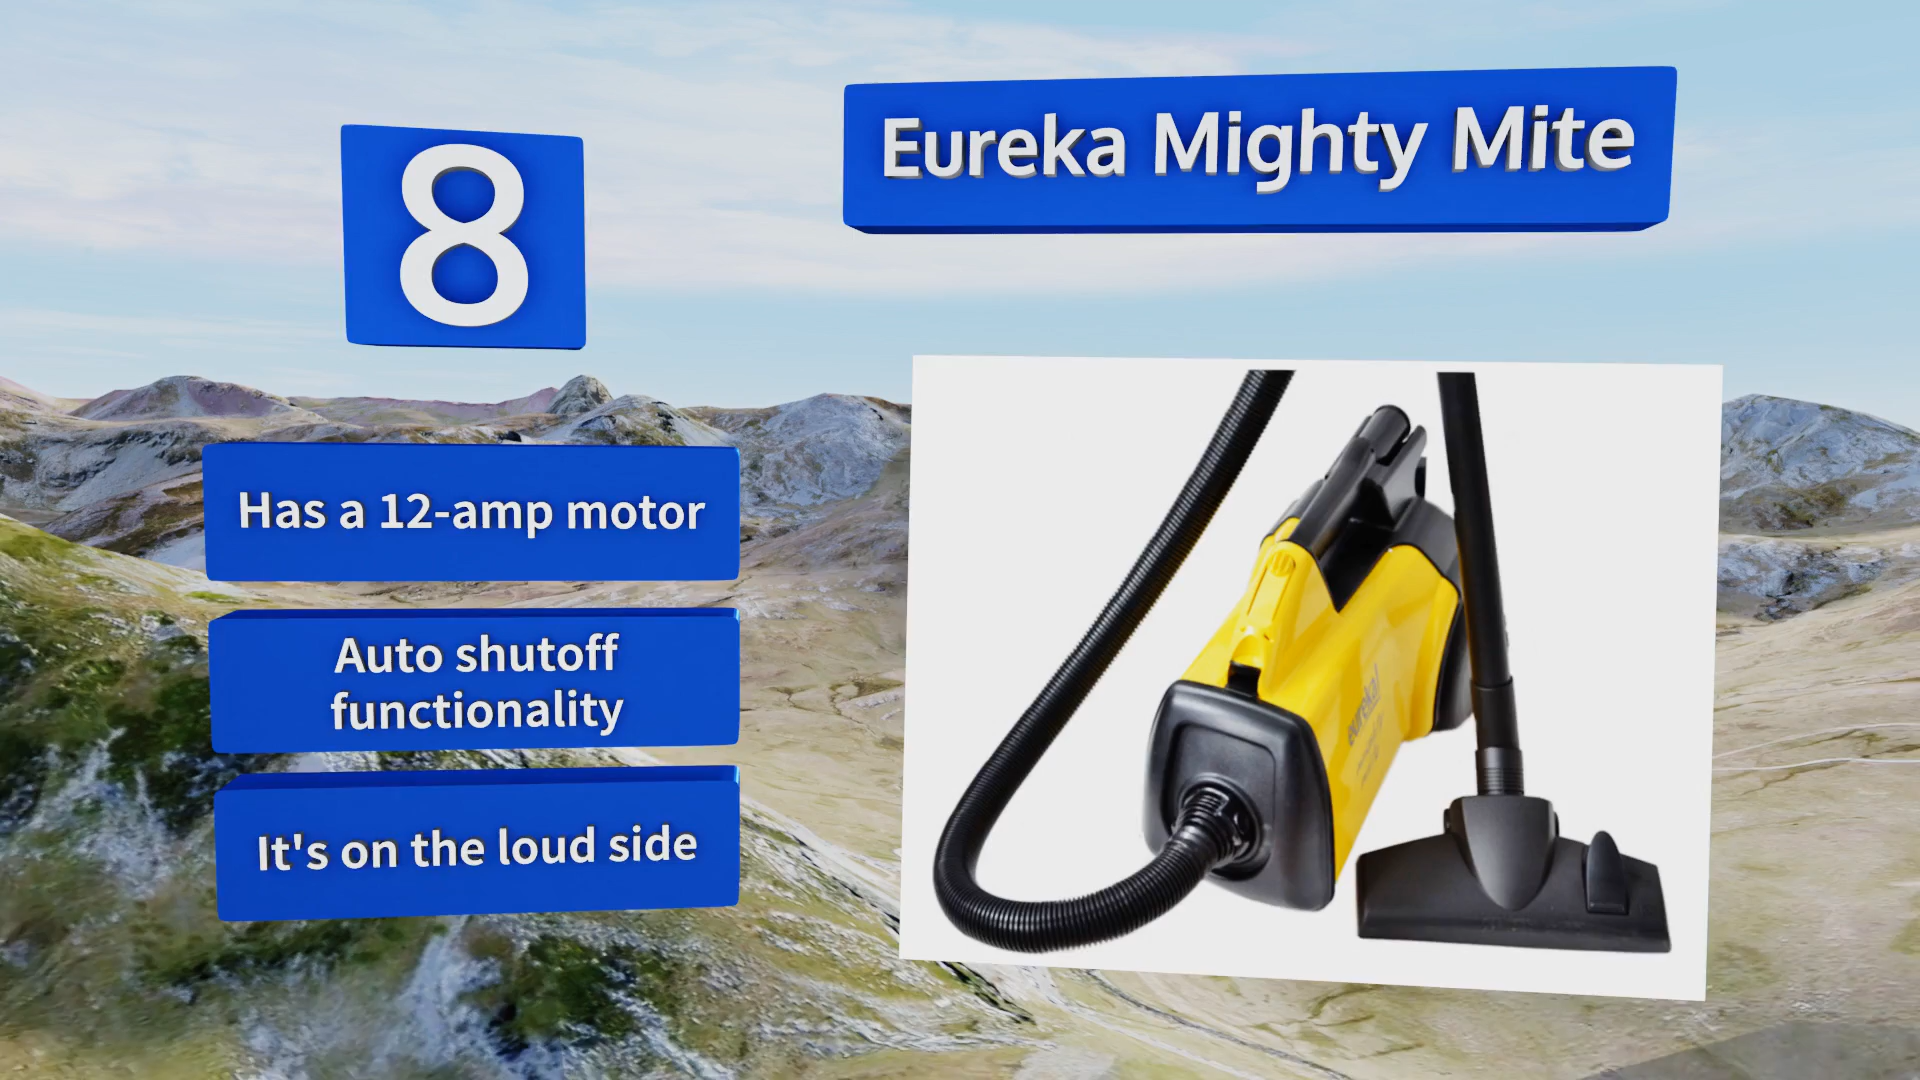 8
Eureka Mighty Mite
Has a 12-amp motor
Auto shutoff
functionality
It's on the loud side
eureka!